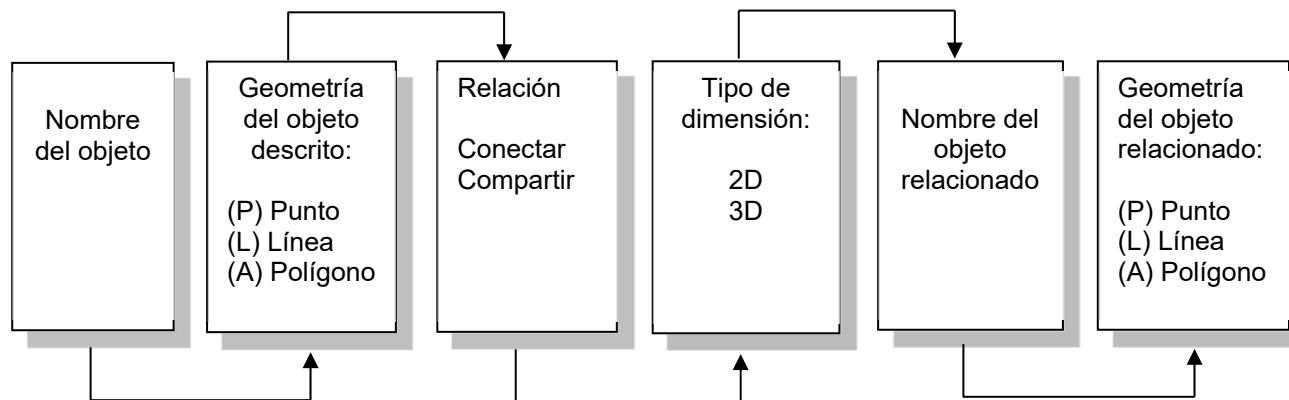 Nombre
del objeto
Geometría
del objeto
descrito:
(P) Punto
(L) Línea
(A) Polígono
Relación
Conectar
Compartir
Tipo de
dimensión:
2D
3D
Nombre del
objeto
relacionado
Geometría
del objeto
relacionado:
(P) Punto
(L) Línea
(A) Polígono